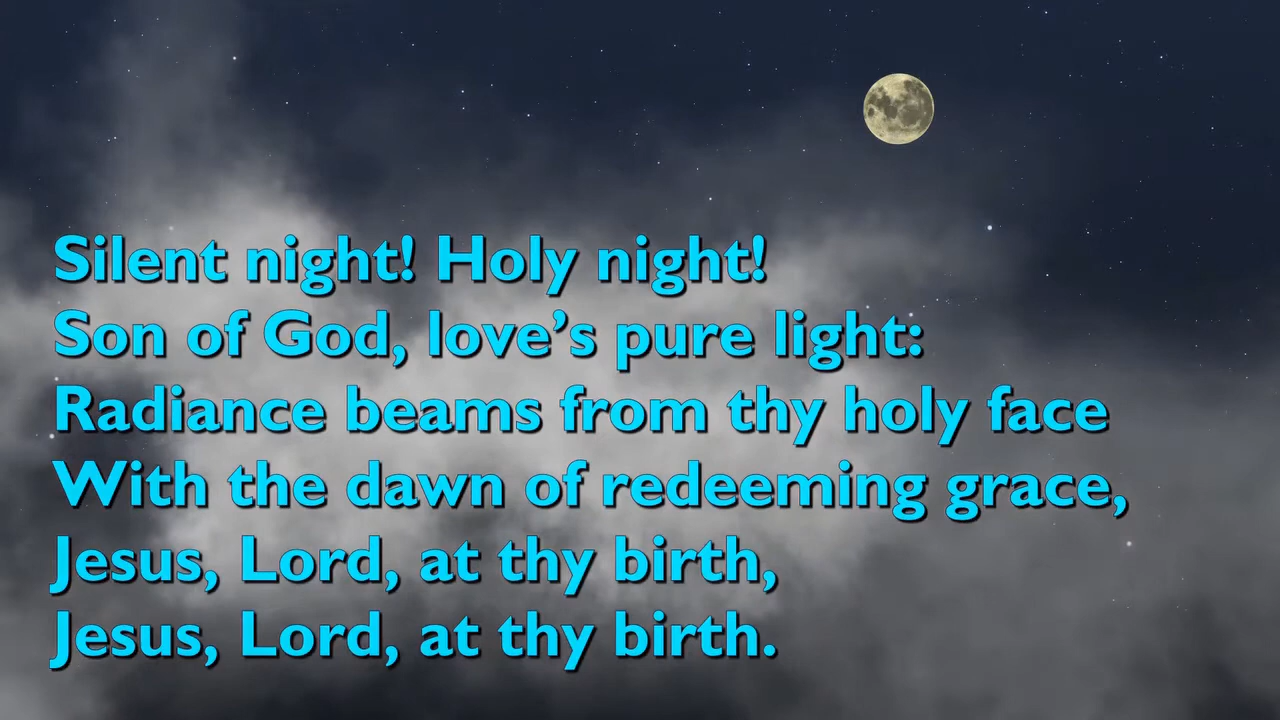 Silent night! Holy night!
Son of God, love’s pure light:
Radiance beams from thy holy face
With the dawn of redeeming grace,
Jesus, Lord, at thy birth,
Jesus, Lord, at thy birth.